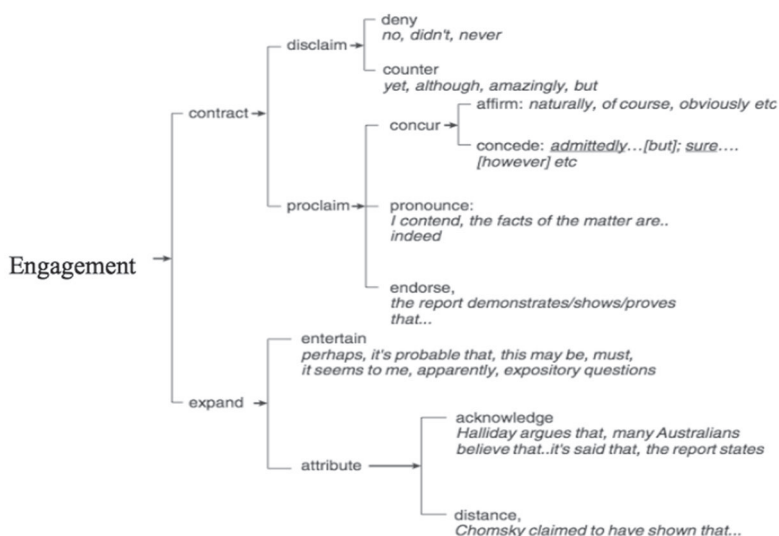 deny
no, didn't, never
disclaim
counter
yet, although, amazingly, but
contract
affirm: naturally, of course, obviously etc
concur
concede: admittedly...[but]; sure....
[however] etc
proclaim
pronounce:
I contend, the facts of the matter are..
indeed
Engagement
endorse,
the report demonstrates/shows/proves
that...
entertain
perhaps, it's probable that, this may be, must,
it seems to me, apparently, expository questions
expand
acknowledge
Halliday argues that, many Australians
believe that..it's said that, the report states
attribute
distance,
Chomsky claimed to have shown that...